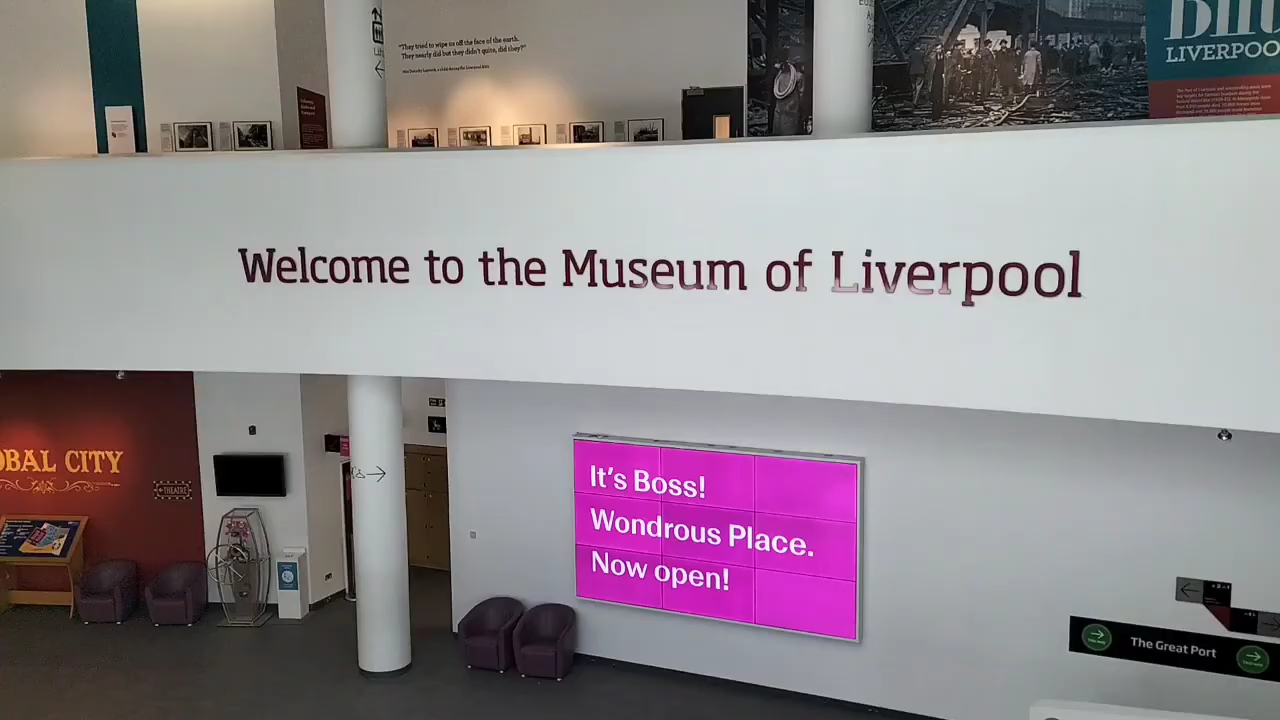 "They tried to wipe us off the face of the earth.
They nearly did but they didn't quite, did they?"
Blit
LIVERPOO
Welcome to the Museum of Liverpool
OBAL CITY
THEATRE
It's Boss!
Wondrous Place.
Now open!
The Great Port